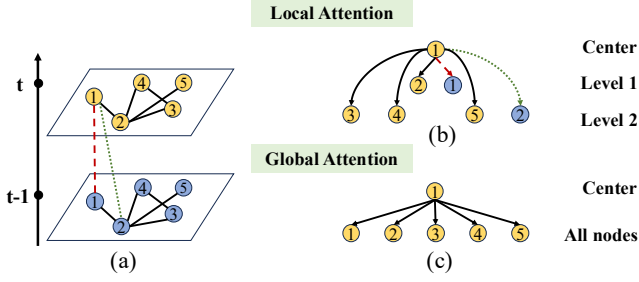 Local Attention
t
1
4
5
2
3
t-1
1
4
5
2
3
(a)
1
Center
2
1
Level 1
3
4
5
2
Level 2
(b)
Global Attention
1
Center
1
2
3
4
5
All nodes
(c)